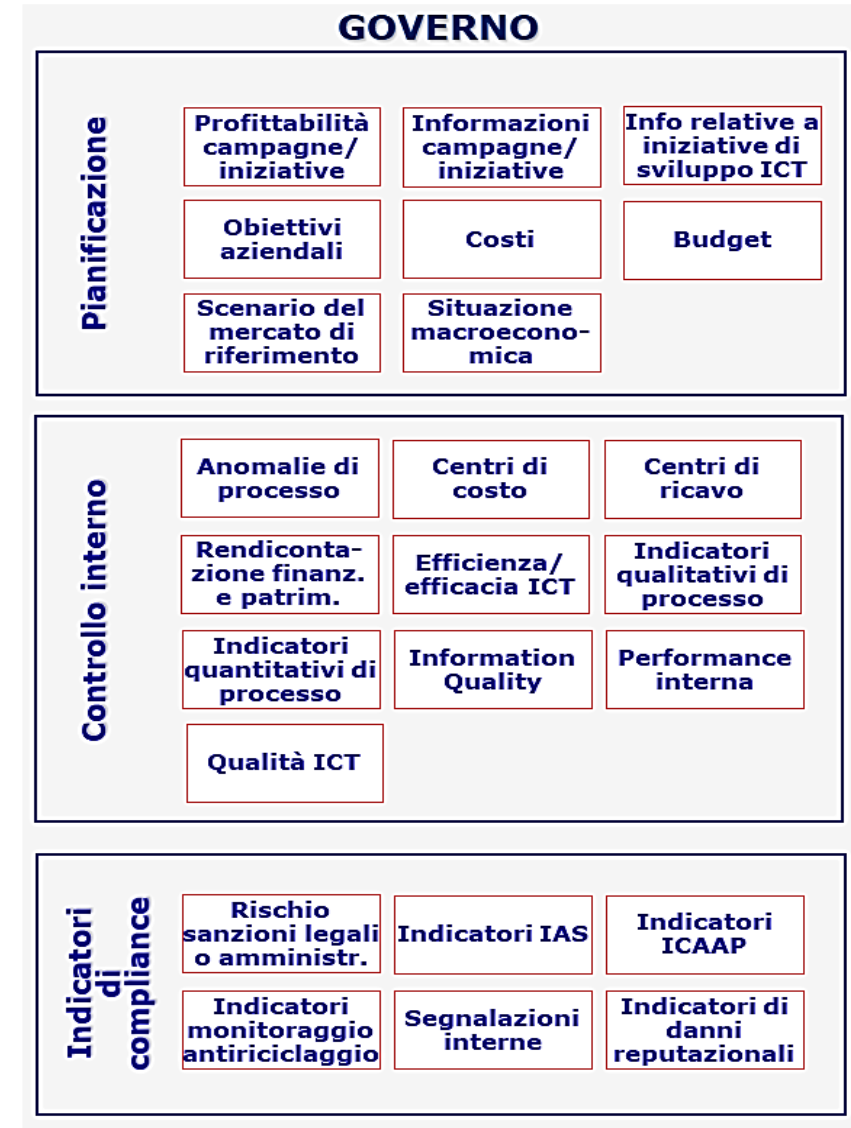 GOVERNO
Pianificazione
Profittabilità
campagne/
iniziative
Informazioni
campagne/
iniziative
Info relative a
iniziative di
sviluppo ICT
Obiettivi
aziendali
Costi
Budget
Scenario del
mercato di
riferimento
Situazione
macroecono-
mica
Controllo interno
Anomalie di
processo
Centri di
costo
Centri di
ricavo
Rendiconta-
zione finanz.
e patrim.
Efficienza/
efficacia ICT
Indicatori
qualitativi di
processo
Indicatori
quantitativi di
processo
Information
Quality
Performance
interna
Qualità ICT
Indicatori
di
compliance
Rischio
sanzioni legali
o amministr.
Indicatori IAS
Indicatori
ICAAP
Indicatori
monitoraggio
antiriciclaggio
Segnalazioni
interne
Indicatori di
danni
reputazionali